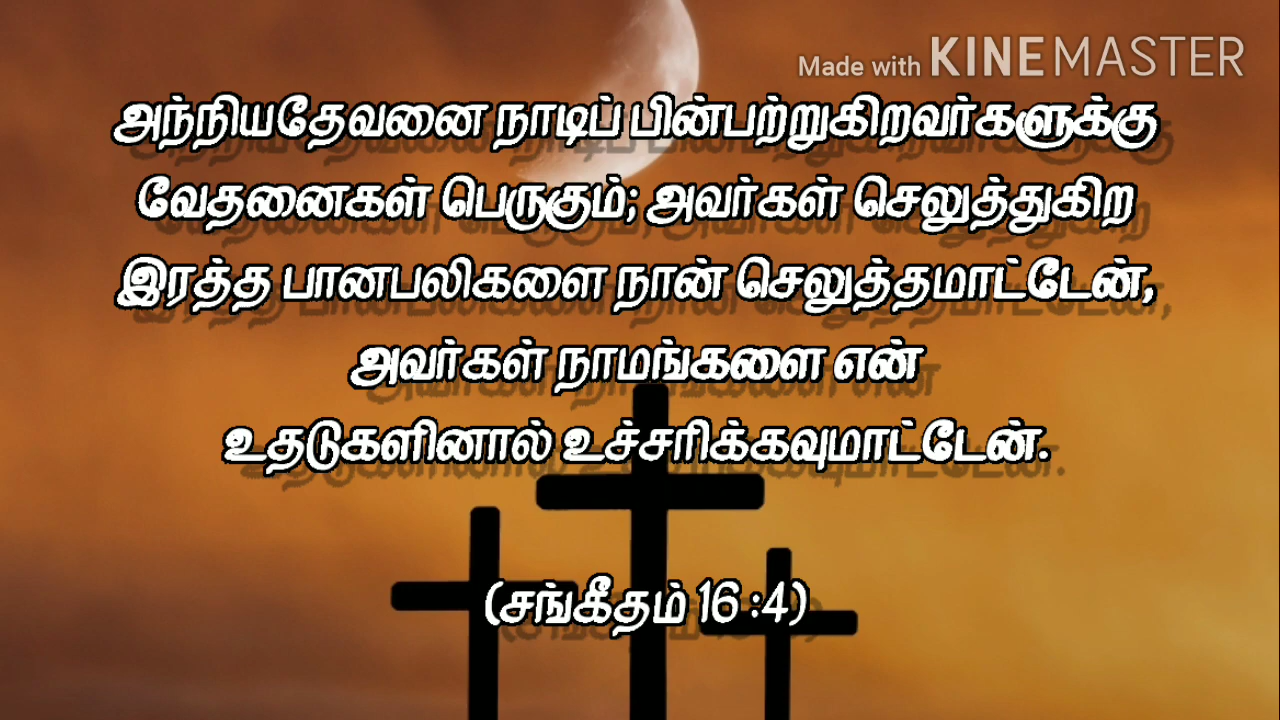 Made with KINEMASTER
அந்நியதேவனை நாடிப் பின்பற்றுகிறவர்களுக்கு
வேதனைகள் பெருகும்; அவர்கள் செலுத்துகிற
இரத்த பானபலிகளை நான் செலுத்தமாட்டேன்,
அவர்கள் நாமங்களை என்
உதடுகளினால் உச்சரிக்கவுமாட்டேன்.
(சங்கீதம் 16 :4)